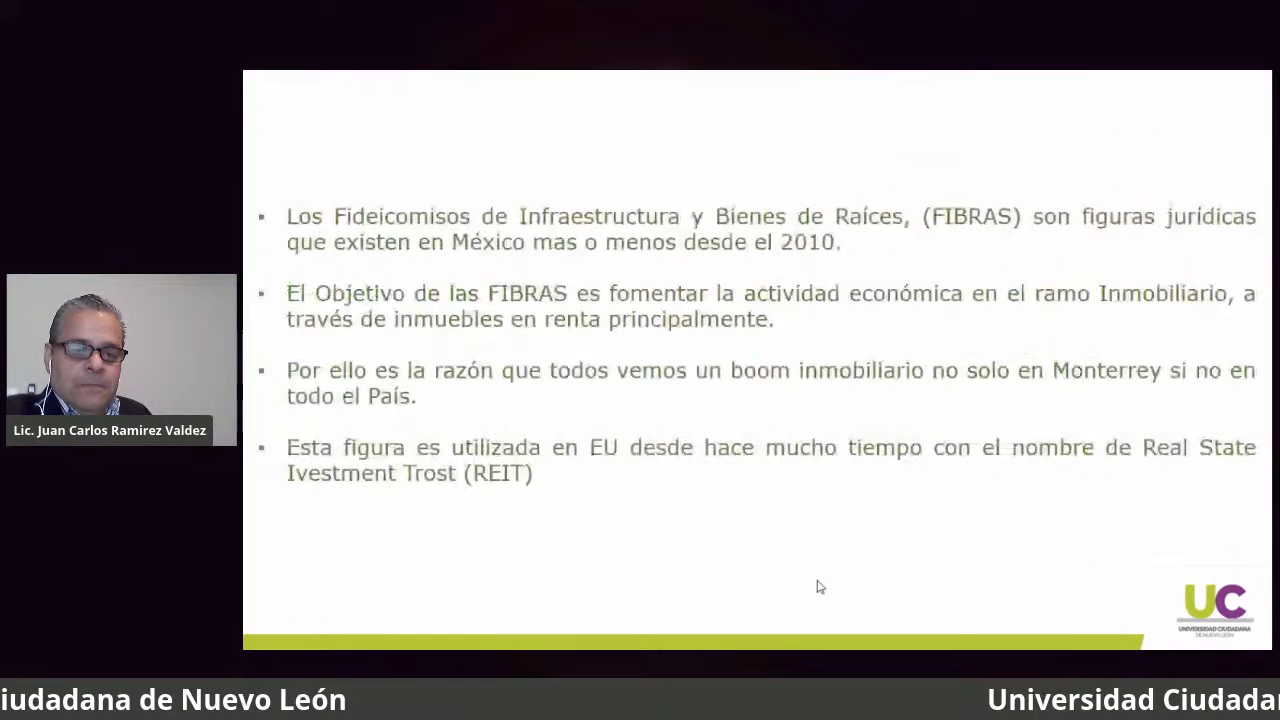 Los Fideicomisos de Infraestructura y Bienes de Raíces, (FIBRAS) son figuras jurídicas
que existen en México mas o menos desde el 2010.
El Objetivo de las FIBRAS es fomentar la actividad económica en el ramo Inmobiliario, a
través de inmuebles en renta principalmente.
Por ello es la razón que todos vemos un boom inmobiliario no solo en Monterrey si no en
todo el País.
Esta figura es utilizada en EU desde hace mucho tiempo con el nombre de Real State
Ivestment Trost (REIT)
Lic. Juan Carlos Ramirez Valdez
UC
UNIVERSIDAD CIUDADANA
DE NUEVO LEÓN
iudadana de Nuevo León
Universidad Ciudadan